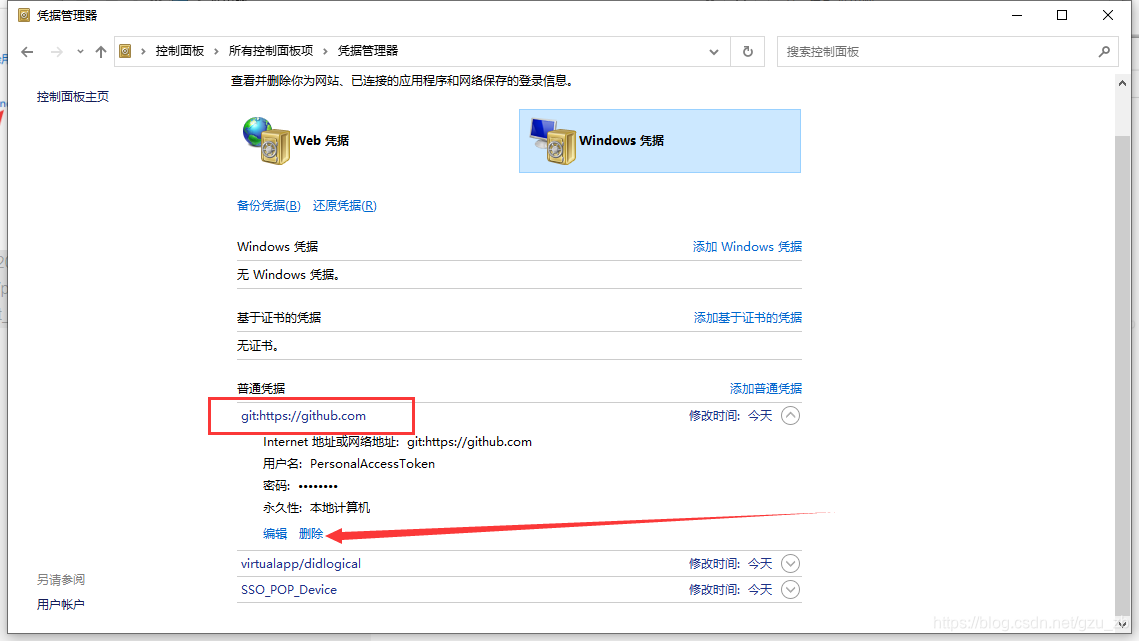 凭据管理器
控制面板 › 所有控制面板项 › 凭据管理器
搜索控制面板
控制面板主页
查看并删除你为网站、已连接的应用程序和网络保存的登录信息。
Web 凭据
Windows 凭据
备份凭据(B) 还原凭据(R)
Windows 凭据 添加 Windows 凭据
无 Windows 凭据。
基于证书的凭据 添加基于证书的凭据
无证书。
普通凭据 添加普通凭据
git:https://github.com 修改时间: 今天
Internet 地址或网络地址: git:https://github.com
用户名: PersonalAccessToken
密码: ••••••••
永久性: 本地计算机
编辑 删除
virtualapp/didlogical 修改时间: 今天
SSO_POP_Device 修改时间: 今天
另请参阅
用户帐户